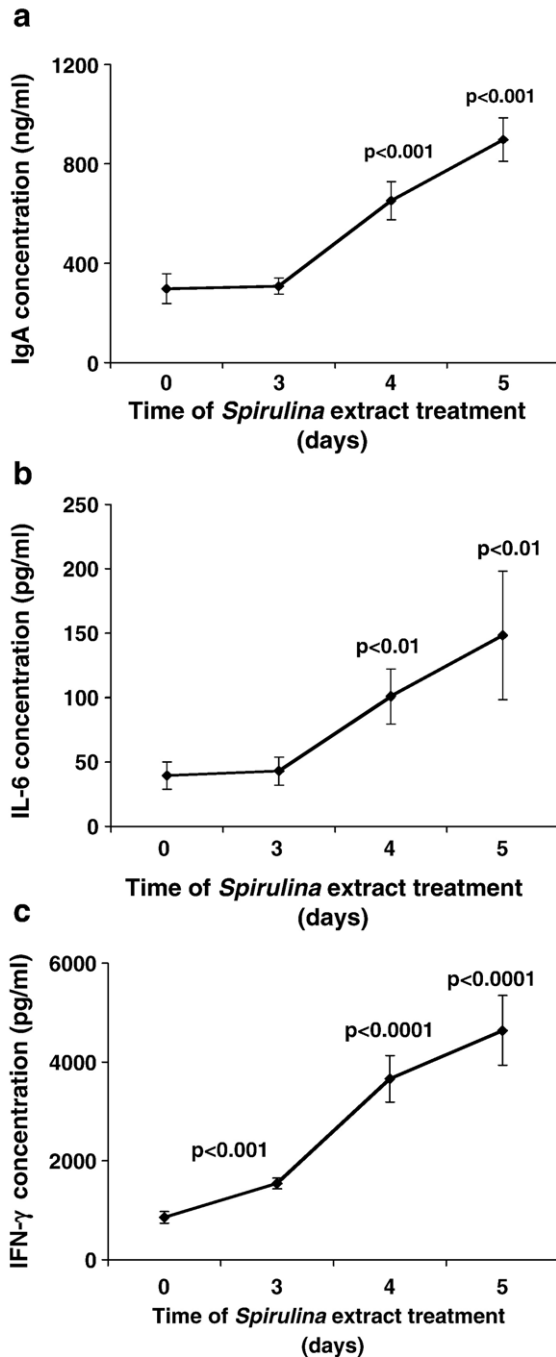 a
IgA concentration (ng/ml)
1200
800
400
0
p<0.001
p<0.001
0 3 4 5
Time of Spirulina extract treatment
(days)
b
IL-6 concentration (pg/ml)
250
200
150
100
50
0
p<0.01
p<0.01
0 3 4 5
Time of Spirulina extract treatment
(days)
c
IFN-γ concentration (pg/ml)
6000
4000
2000
0
p<0.0001
p<0.0001
p<0.001
0 3 4 5
Time of Spirulina extract treatment
(days)